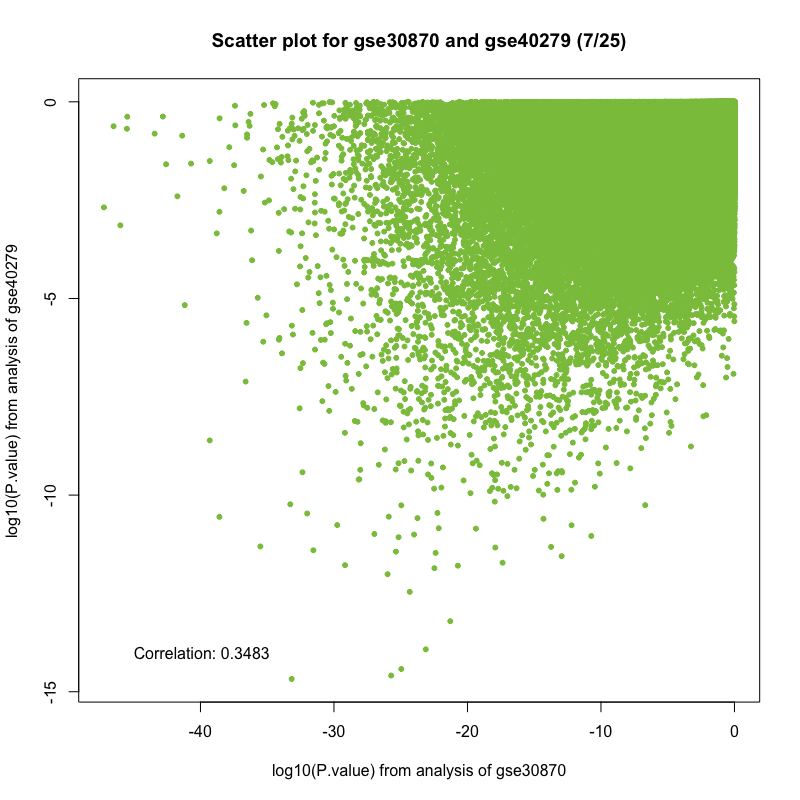 Scatter plot for gse30870 and gse40279 (7/25)
log10(P.value) from analysis of gse40279
0
-5
-10
-15
Correlation: 0.3483
-40
-30
-20
-10
0
log10(P.value) from analysis of gse30870